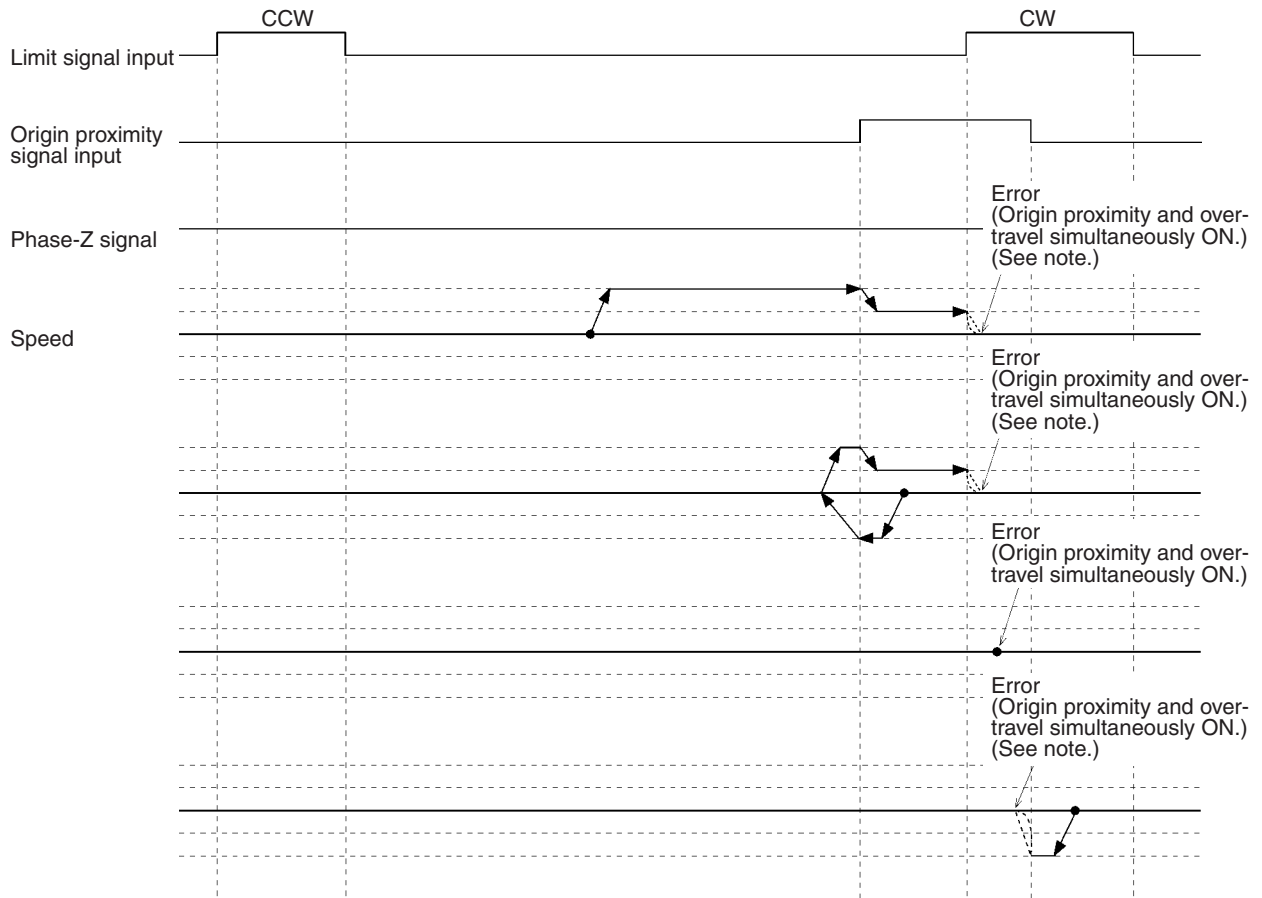 CCW
CW
Limit signal input
Origin proximity
signal input
Error
(Origin proximity and over-
travel simultaneously ON.)
(See note.)
Phase-Z signal
Speed
Error
(Origin proximity and over-
travel simultaneously ON.)
(See note.)
Error
(Origin proximity and over-
travel simultaneously ON.)
Error
(Origin proximity and over-
travel simultaneously ON.)
(See note.)